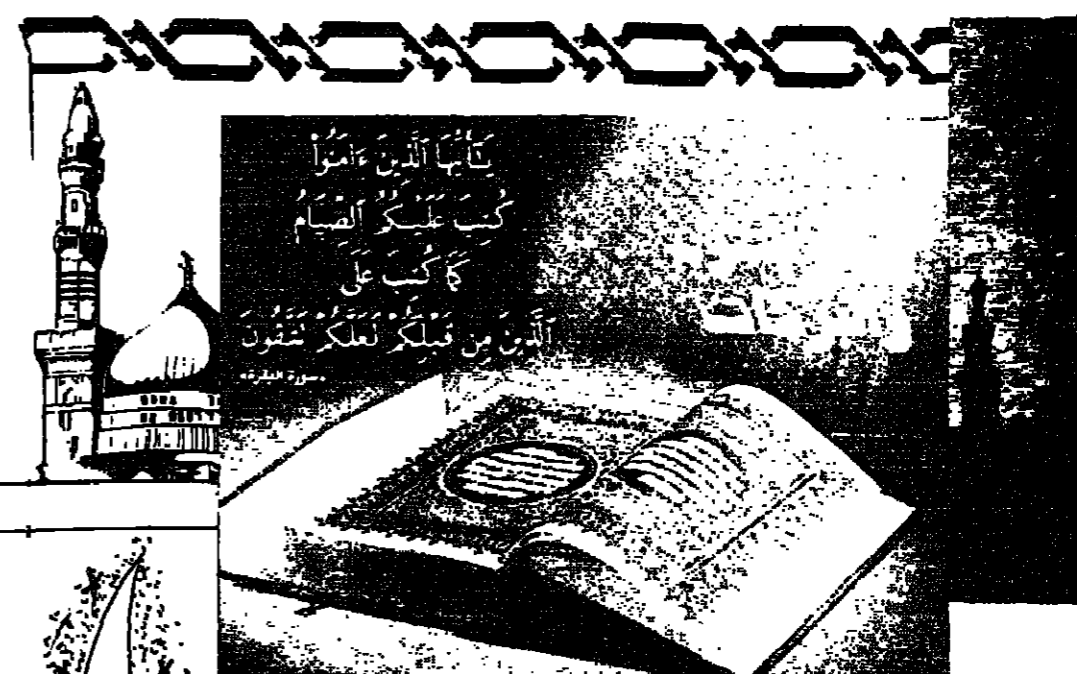 يَٰٓأَيُّهَا ٱلَّذِينَ ءَامَنُوا۟
كُتِبَ عَلَيْكُمُ ٱلصِّيَامُ
كَمَا كُتِبَ عَلَى
ٱلَّذِينَ مِن قَبْلِكُمْ لَعَلَّكُمْ تَتَّقُونَ
«سورة البقرة»